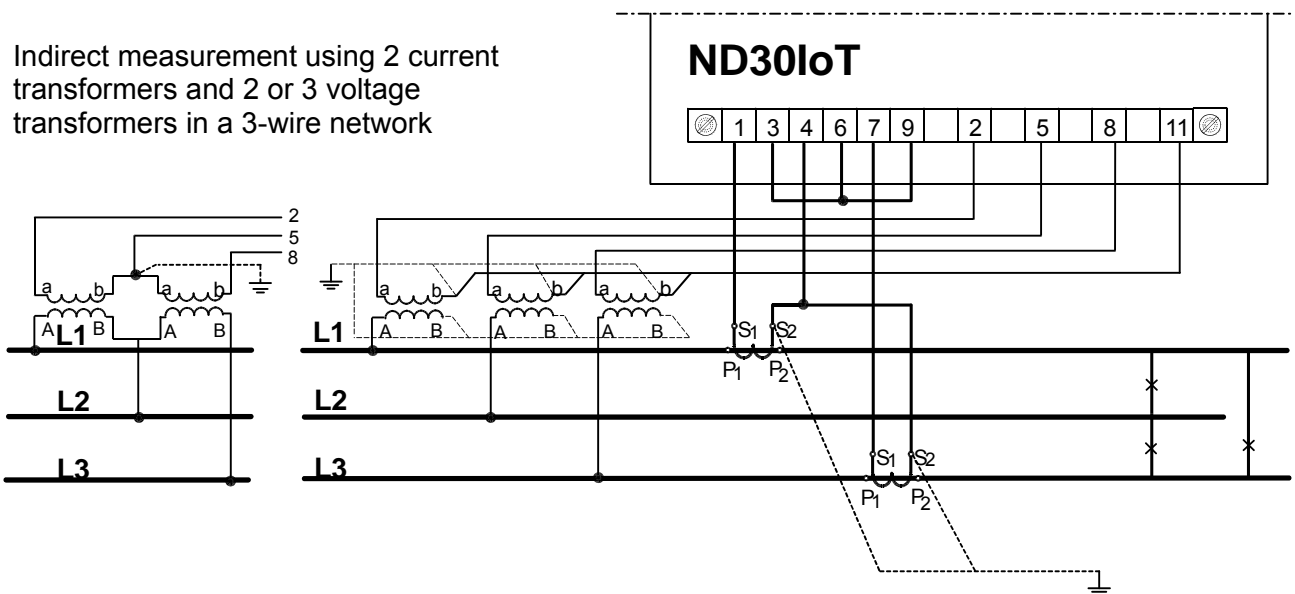 Indirect measurement using 2 current
transformers and 2 or 3 voltage
transformers in a 3-wire network
ND30IoT
1 3 4 6 7 9 2 5 8 11
2
5
8
a b a b
A B A B
L1
L2
L3
a b a b a b
A B A B A B
L1
S1 S2
P1 P2
L2
L3
S1 S2
P1 P2